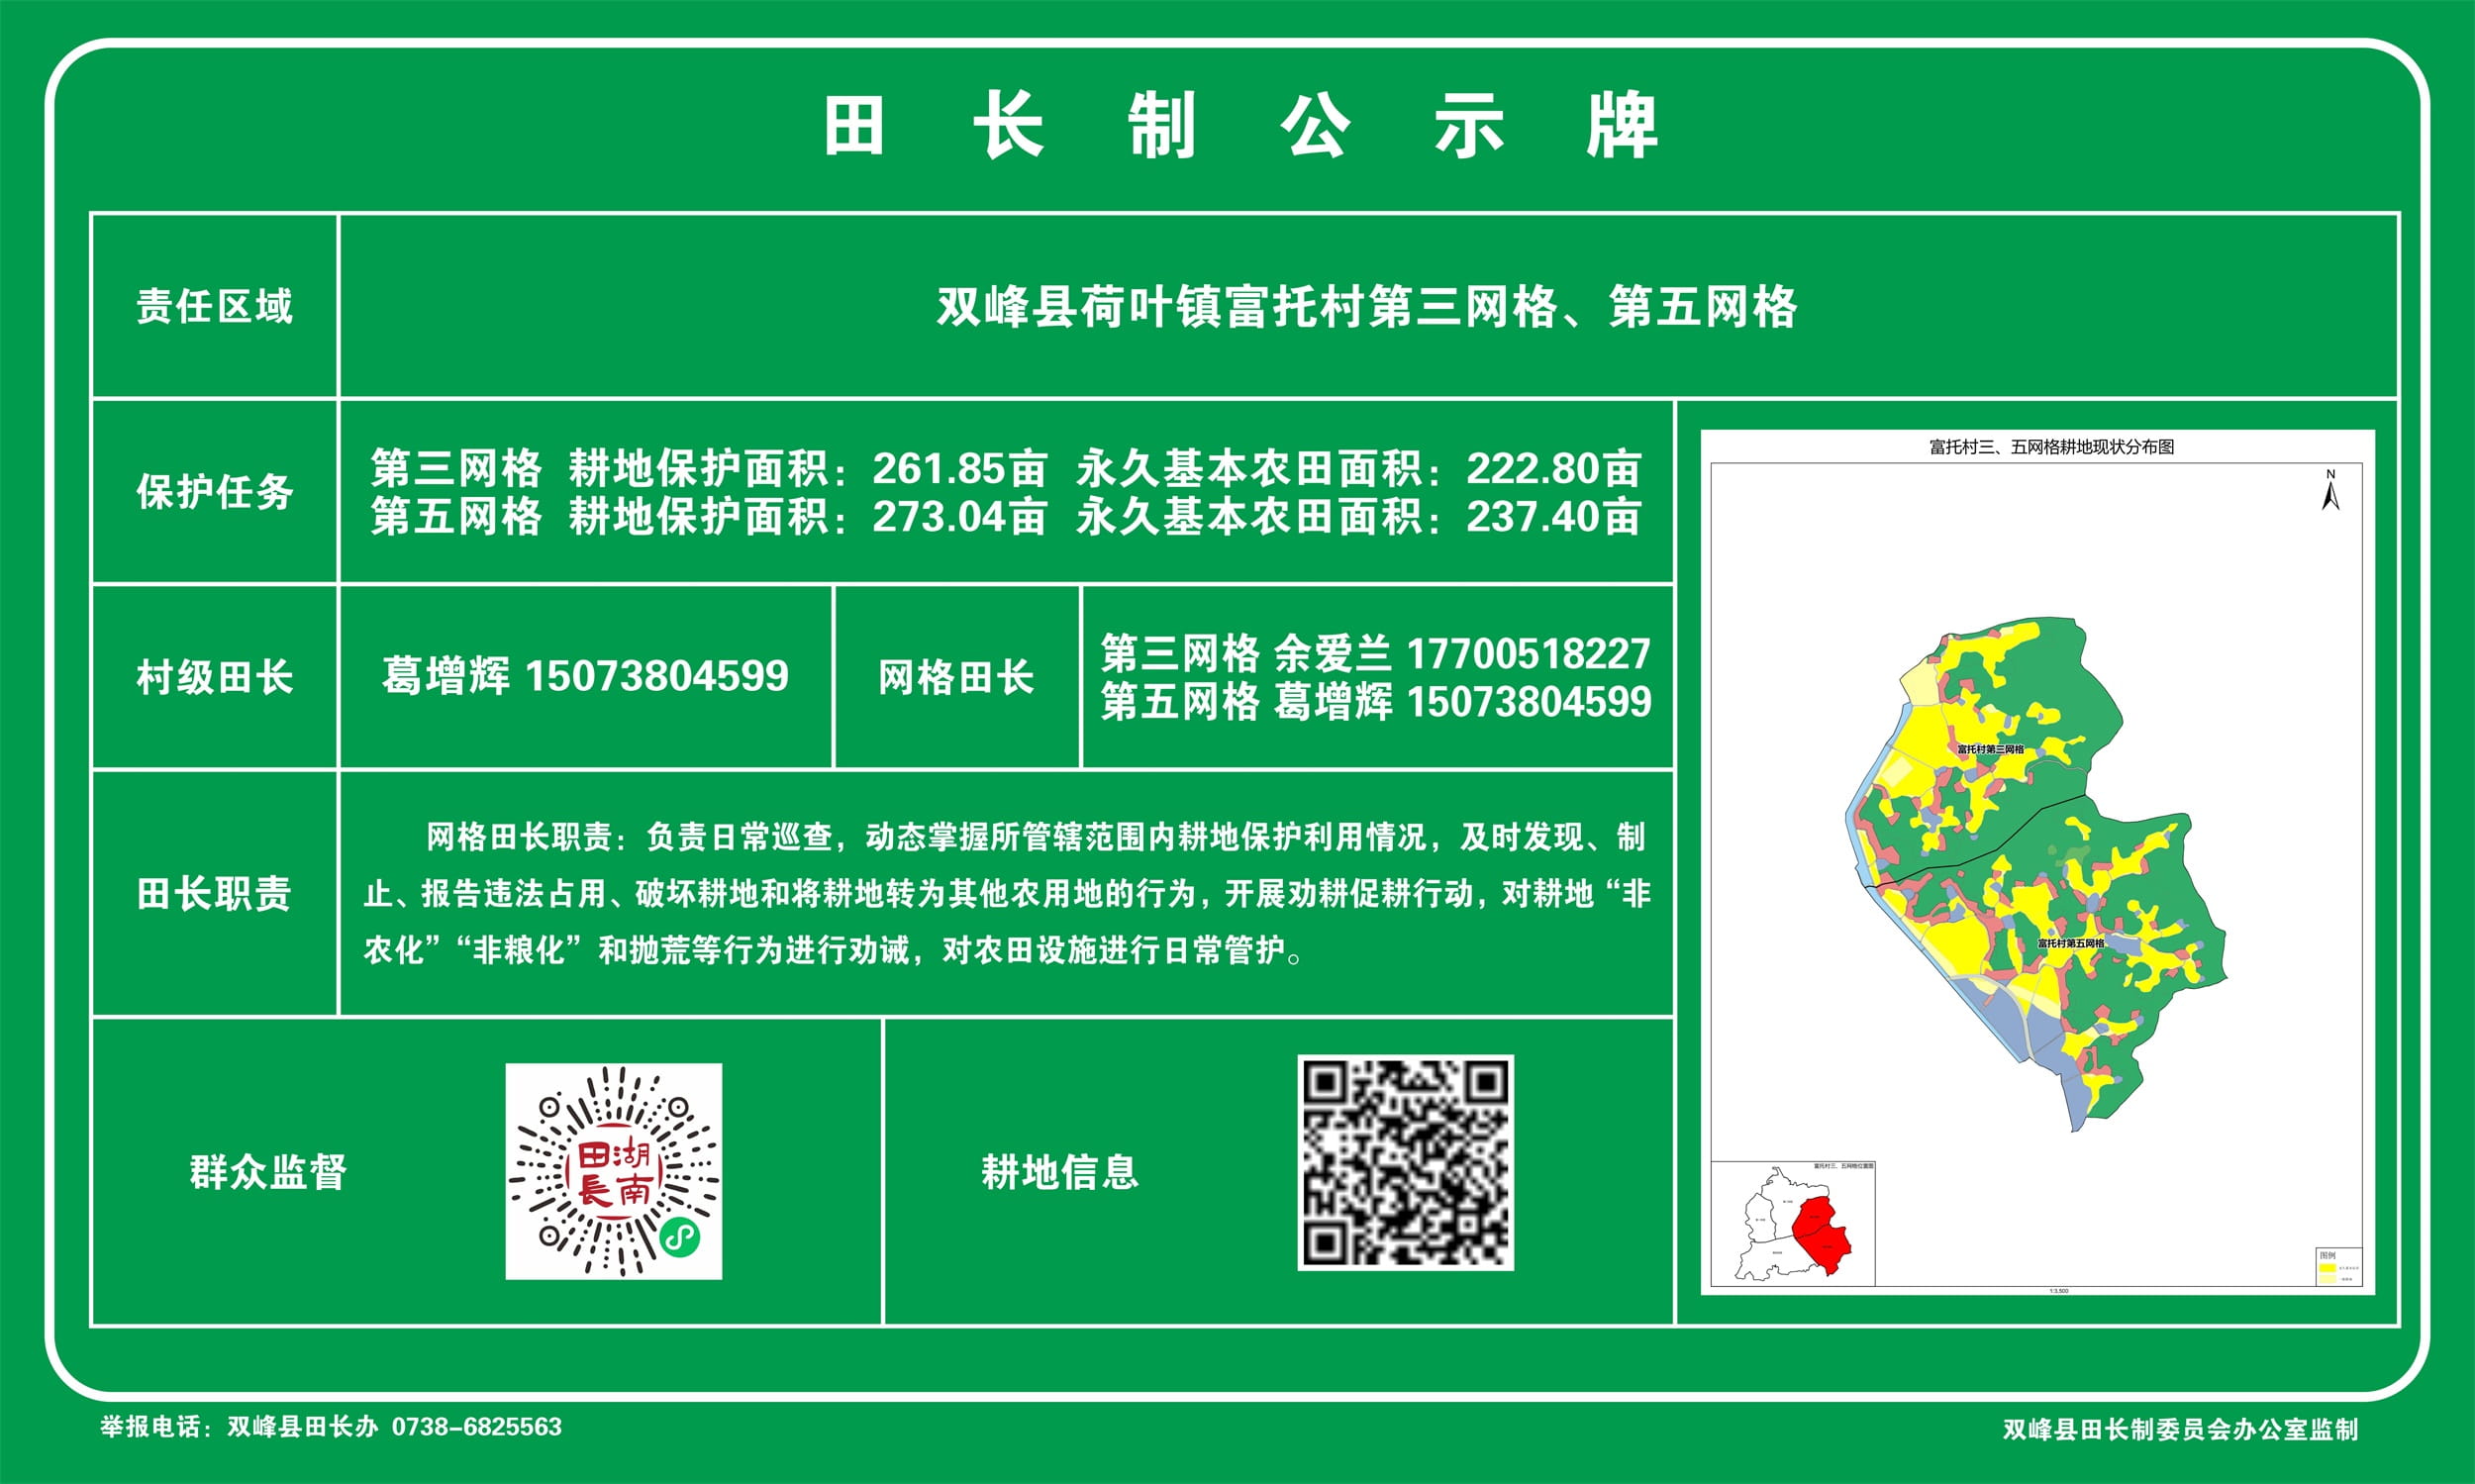 田长制公示牌
责任区域
双峰县荷叶镇富托村第三网格、第五网格
保护任务
第三网格 耕地保护面积：261.85亩 永久基本农田面积：222.80亩
第五网格 耕地保护面积：273.04亩 永久基本农田面积：237.40亩
村级田长
葛增辉 15073804599
网格田长
第三网格 余爱兰 17700518227
第五网格 葛增辉 15073804599
田长职责
网格田长职责：负责日常巡查，动态掌握所管辖范围内耕地保护利用情况，及时发现、制
止、报告违法占用、破坏耕地和将耕地转为其他农用地的行为，开展劝耕促耕行动，对耕地“非
农化”“非粮化”和抛荒等行为进行劝诫，对农田设施进行日常管护。
群众监督
田湖
長南
耕地信息
富托村三、五网格耕地现状分布图
N
富托村第三网格
富托村第五网格
富托村三、五网格位置图
图例
1:3,500
举报电话：双峰县田长办 0738-6825563
双峰县田长制委员会办公室监制